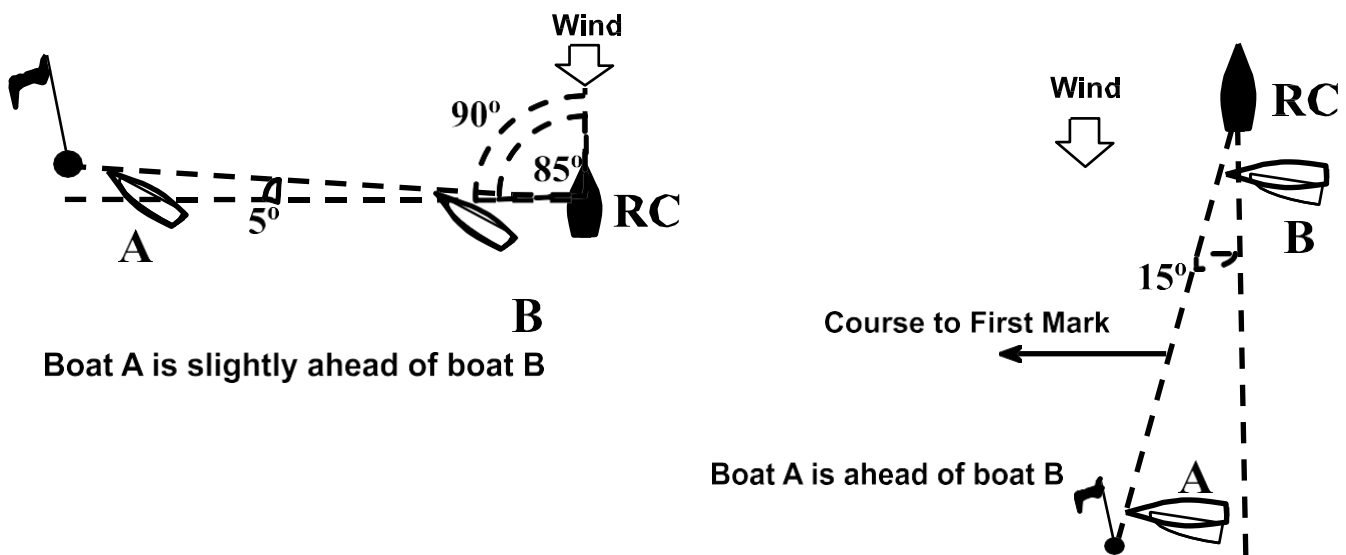 Wind
90º
85º
RC
5º
A
B
Boat A is slightly ahead of boat B
Wind
RC
B
15º
Course to First Mark
Boat A is ahead of boat B
A